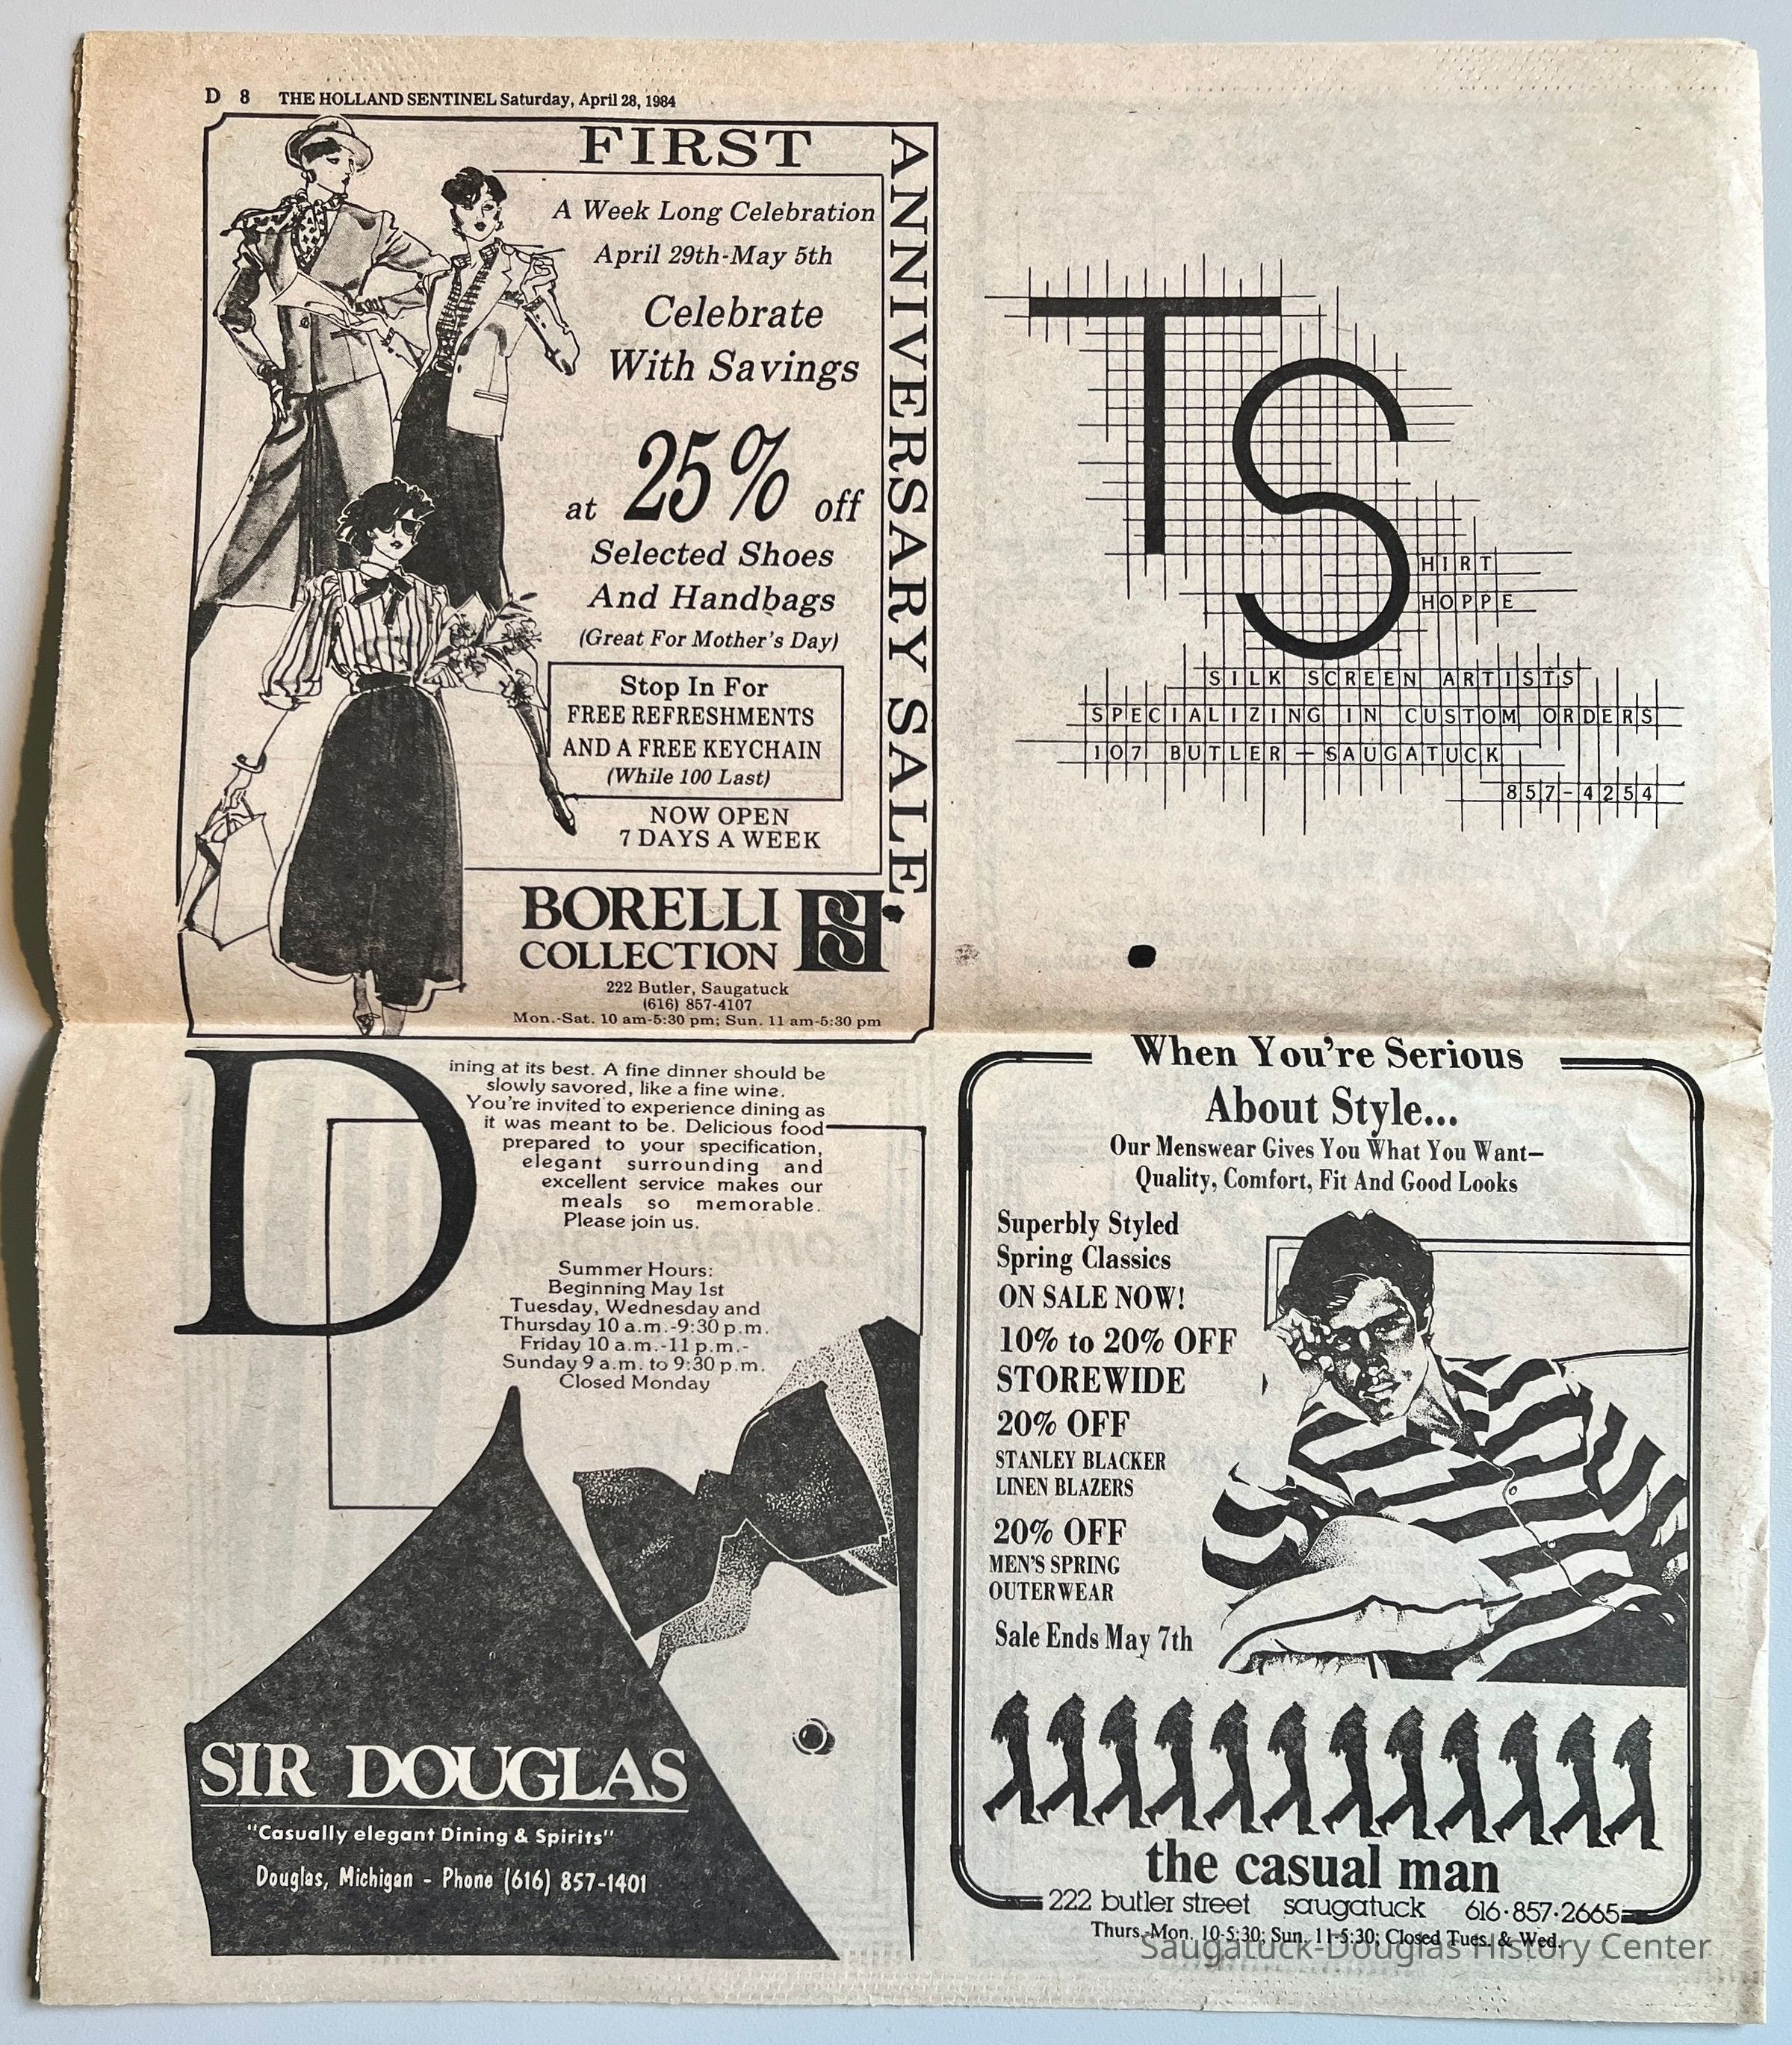 D 8 THE HOLLAND SENTINEL Saturday, April 28, 1984
FIRST
ANNIVERSARY SALE
A Week Long Celebration
April 29th-May 5th
Celebrate
With Savings
at 25% off
Selected Shoes
And Handbags
(Great For Mother's Day)
Stop In For
FREE REFRESHMENTS
AND A FREE KEYCHAIN
(While 100 Last)
NOW OPEN
7 DAYS A WEEK
BORELLI
COLLECTION
222 Butler, Saugatuck
(616) 857-4107
Mon.-Sat. 10 am-5:30 pm; Sun. 11 am-5:30 pm
TS
HIRT
HOPPE
SILK SCREEN ARTISTS
SPECIALIZING IN CUSTOM ORDERS
107 BUTLER — SAUGATUCK
857-4254
Dining at its best. A fine dinner should be
slowly savored, like a fine wine.
You're invited to experience dining as
it was meant to be. Delicious food
prepared to your specification,
elegant surrounding and
excellent service makes our
meals so memorable.
Please join us.
Summer Hours:
Beginning May 1st
Tuesday, Wednesday and
Thursday 10 a.m.-9:30 p.m.
Friday 10 a.m.-11 p.m.-
Sunday 9 a.m. to 9:30 p.m.
Closed Monday
SIR DOUGLAS
"Casually elegant Dining & Spirits"
Douglas, Michigan - Phone (616) 857-1401
When You're Serious
About Style...
Our Menswear Gives You What You Want—
Quality, Comfort, Fit And Good Looks
Superbly Styled
Spring Classics
ON SALE NOW!
10% to 20% OFF
STOREWIDE
20% OFF
STANLEY BLACKER
LINEN BLAZERS
20% OFF
MEN'S SPRING
OUTERWEAR
Sale Ends May 7th
the casual man
222 butler street saugatuck 616·857·2665
Thurs.-Mon. 10-5:30; Sun. 11-5:30; Closed Tues. & Wed.
Saugatuck-Douglas History Center